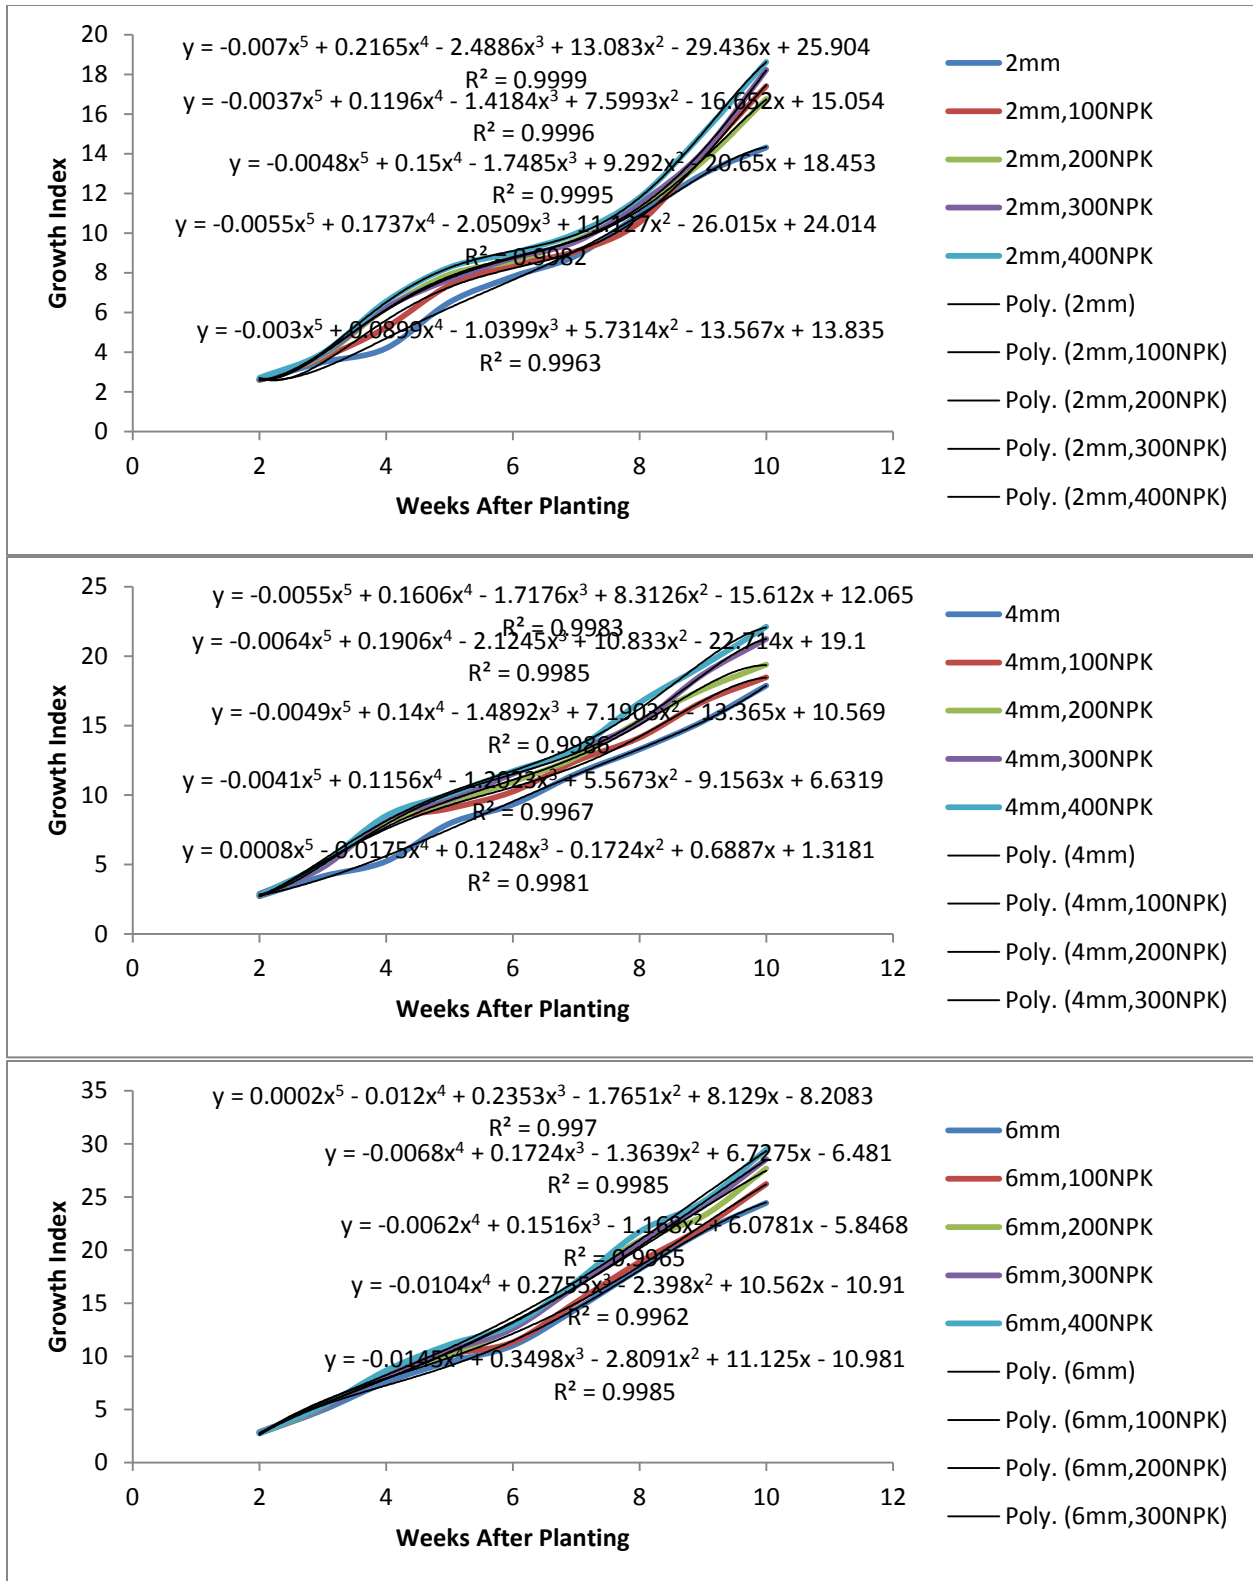 y = -0.007x⁵ + 0.2165x⁴ - 2.4886x³ + 13.083x² - 29.436x + 25.904
R² = 0.9999
y = -0.0037x⁵ + 0.1196x⁴ - 1.4184x³ + 7.5993x² - 16.652x + 15.054
R² = 0.9996
y = -0.0048x⁵ + 0.15x⁴ - 1.7485x³ + 9.292x² - 20.65x + 18.453
R² = 0.9995
y = -0.0055x⁵ + 0.1737x⁴ - 2.0509x³ + 11.127x² - 26.015x + 24.014
R² = 0.9982
y = -0.003x⁵ + 0.0899x⁴ - 1.0399x³ + 5.7314x² - 13.567x + 13.835
R² = 0.9963
20
18
16
14
12
10
8
6
4
2
0
Growth Index
0 2 4 6 8 10 12
Weeks After Planting
2mm
2mm,100NPK
2mm,200NPK
2mm,300NPK
2mm,400NPK
Poly. (2mm)
Poly. (2mm,100NPK)
Poly. (2mm,200NPK)
Poly. (2mm,300NPK)
Poly. (2mm,400NPK)
y = -0.0055x⁵ + 0.1606x⁴ - 1.7176x³ + 8.3126x² - 15.612x + 12.065
R² = 0.9983
y = -0.0064x⁵ + 0.1906x⁴ - 2.1245x³ + 10.833x² - 22.714x + 19.1
R² = 0.9985
y = -0.0049x⁵ + 0.14x⁴ - 1.4892x³ + 7.1903x² - 13.365x + 10.569
R² = 0.9986
y = -0.0041x⁵ + 0.1156x⁴ - 1.2023x³ + 5.5673x² - 9.1563x + 6.6319
R² = 0.9967
y = 0.0008x⁵ - 0.0175x⁴ + 0.1248x³ - 0.1724x² + 0.6887x + 1.3181
R² = 0.9981
25
20
15
10
5
0
Growth Index
0 2 4 6 8 10 12
Weeks After Planting
4mm
4mm,100NPK
4mm,200NPK
4mm,300NPK
4mm,400NPK
Poly. (4mm)
Poly. (4mm,100NPK)
Poly. (4mm,200NPK)
Poly. (4mm,300NPK)
y = 0.0002x⁵ - 0.012x⁴ + 0.2353x³ - 1.7651x² + 8.129x - 8.2083
R² = 0.997
y = -0.0068x⁴ + 0.1724x³ - 1.3639x² + 6.7275x - 6.481
R² = 0.9985
y = -0.0062x⁴ + 0.1516x³ - 1.168x² + 6.0781x - 5.8468
R² = 0.9965
y = -0.0104x⁴ + 0.2755x³ - 2.398x² + 10.562x - 10.91
R² = 0.9962
y = -0.0145x⁴ + 0.3498x³ - 2.8091x² + 11.125x - 10.981
R² = 0.9985
35
30
25
20
15
10
5
0
Growth Index
0 2 4 6 8 10 12
Weeks After Planting
6mm
6mm,100NPK
6mm,200NPK
6mm,300NPK
6mm,400NPK
Poly. (6mm)
Poly. (6mm,100NPK)
Poly. (6mm,200NPK)
Poly. (6mm,300NPK)